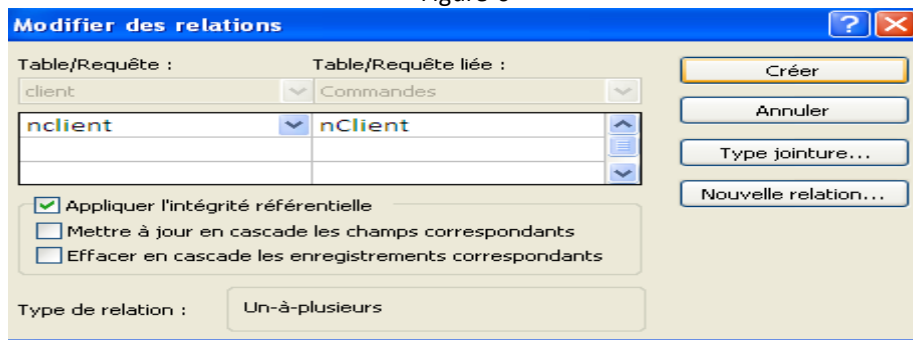 Modifier des relations
Table/Requête : Table/Requête liée :
client Commandes
nclient nClient
Appliquer l'intégrité référentielle
Mettre à jour en cascade les champs correspondants
Effacer en cascade les enregistrements correspondants
Type de relation : Un-à-plusieurs
Créer
Annuler
Type jointure...
Nouvelle relation...